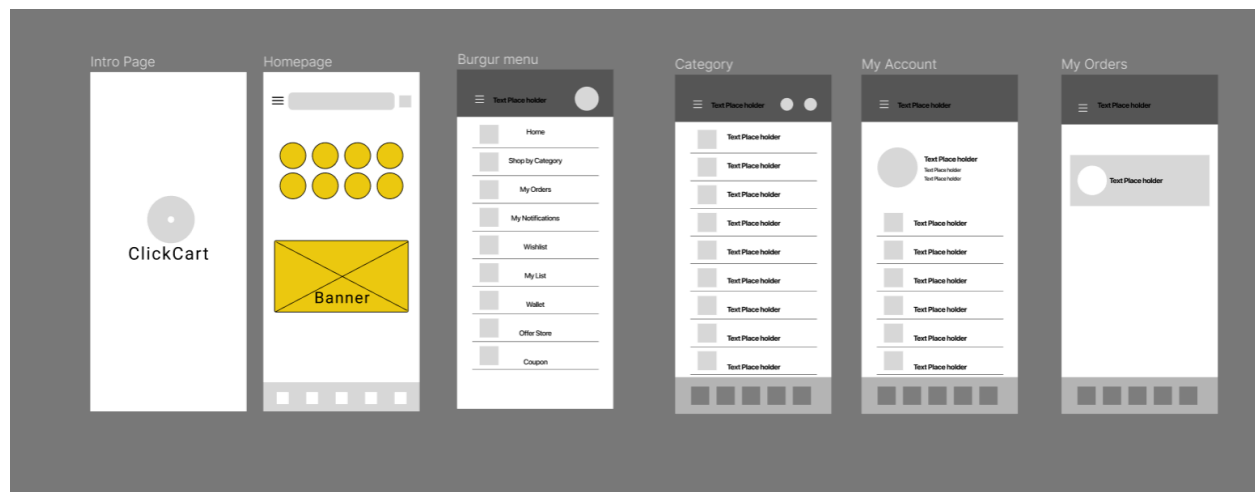 Intro Page
ClickCart
Homepage
Banner
Burgur menu
Text Place holder
Home
Shop by Category
My Orders
My Notifications
Wishlist
My List
Wallet
Offer Store
Coupon
Category
Text Place holder
Text Place holder
Text Place holder
Text Place holder
Text Place holder
Text Place holder
Text Place holder
Text Place holder
Text Place holder
Text Place holder
My Account
Text Place holder
Text Place holder
Text Place holder
Text Place holder
Text Place holder
Text Place holder
Text Place holder
Text Place holder
Text Place holder
Text Place holder
My Orders
Text Place holder
Text Place holder